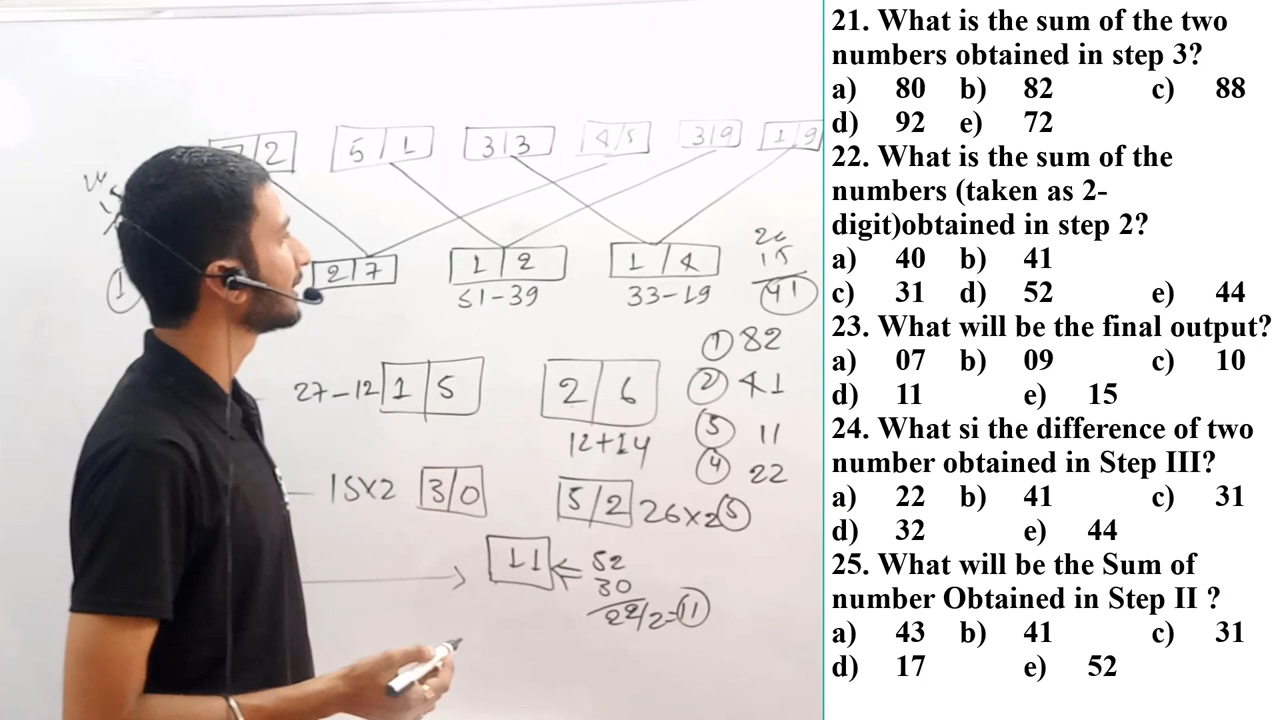 2 5 1 3 3 4 5 3 9 1 9
1 2 7 1 2 1 4
51-39 33-19
26
15
41
27-12 1 5 2 6
12+14
15x2 3 0 5 2 26x2
11 52
30
22/2=11
1 82
2 41
3 11
4 22
5
21. What is the sum of the two
numbers obtained in step 3?
a) 80 b) 82 c) 88
d) 92 e) 72
22. What is the sum of the
numbers (taken as 2-
digit)obtained in step 2?
a) 40 b) 41
c) 31 d) 52 e) 44
23. What will be the final output?
a) 07 b) 09 c) 10
d) 11 e) 15
24. What si the difference of two
number obtained in Step III?
a) 22 b) 41 c) 31
d) 32 e) 44
25. What will be the Sum of
number Obtained in Step II ?
a) 43 b) 41 c) 31
d) 17 e) 52